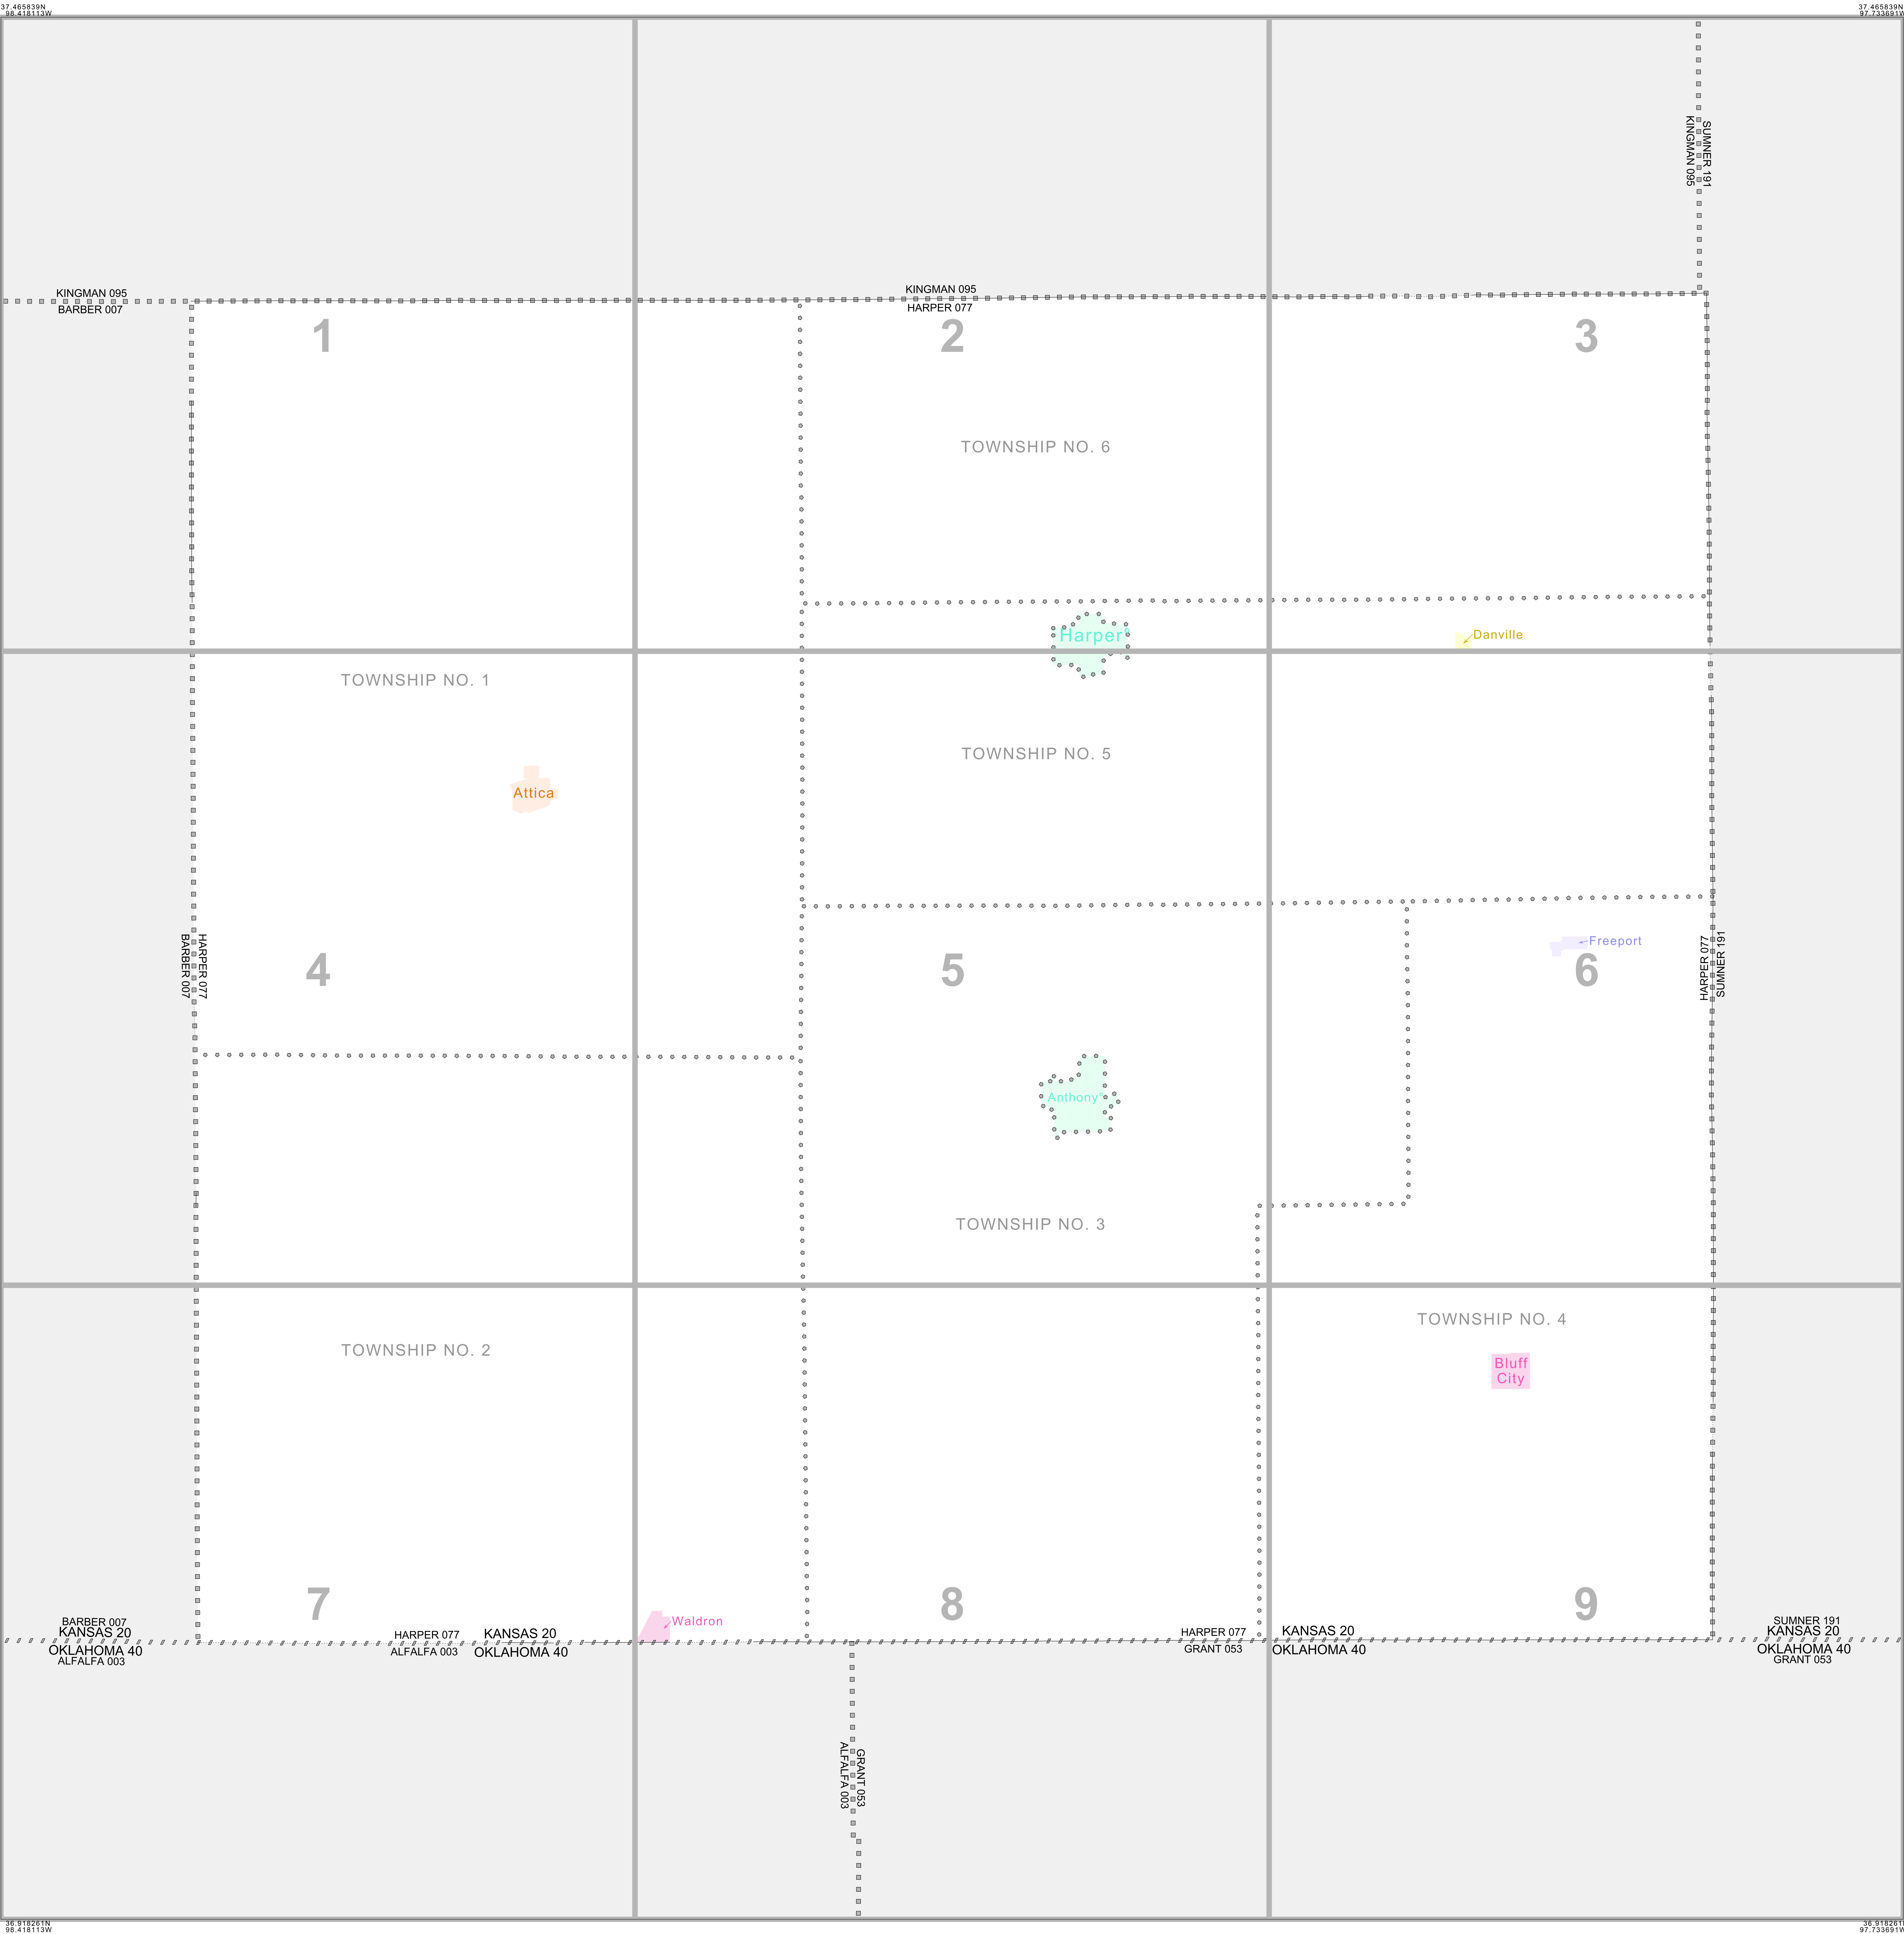 37.465839N
98.418113W
37.465839N
97.733691W
KINGMAN 095
SUMNER 191
KINGMAN 095
BARBER 007
KINGMAN 095
HARPER 077
1
2
3
TOWNSHIP NO. 6
Harper
Danville
TOWNSHIP NO. 1
TOWNSHIP NO. 5
Attica
BARBER 007
HARPER 077
4
5
Freeport
6
HARPER 077
SUMNER 191
Anthony
TOWNSHIP NO. 3
TOWNSHIP NO. 4
TOWNSHIP NO. 2
Bluff
City
7
8
9
Waldron
BARBER 007
KANSAS 20
OKLAHOMA 40
ALFALFA 003
HARPER 077
ALFALFA 003
KANSAS 20
OKLAHOMA 40
HARPER 077
GRANT 053
KANSAS 20
OKLAHOMA 40
SUMNER 191
KANSAS 20
OKLAHOMA 40
GRANT 053
ALFALFA 003
GRANT 053
36.918261N
98.418113W
36.918261N
97.733691W